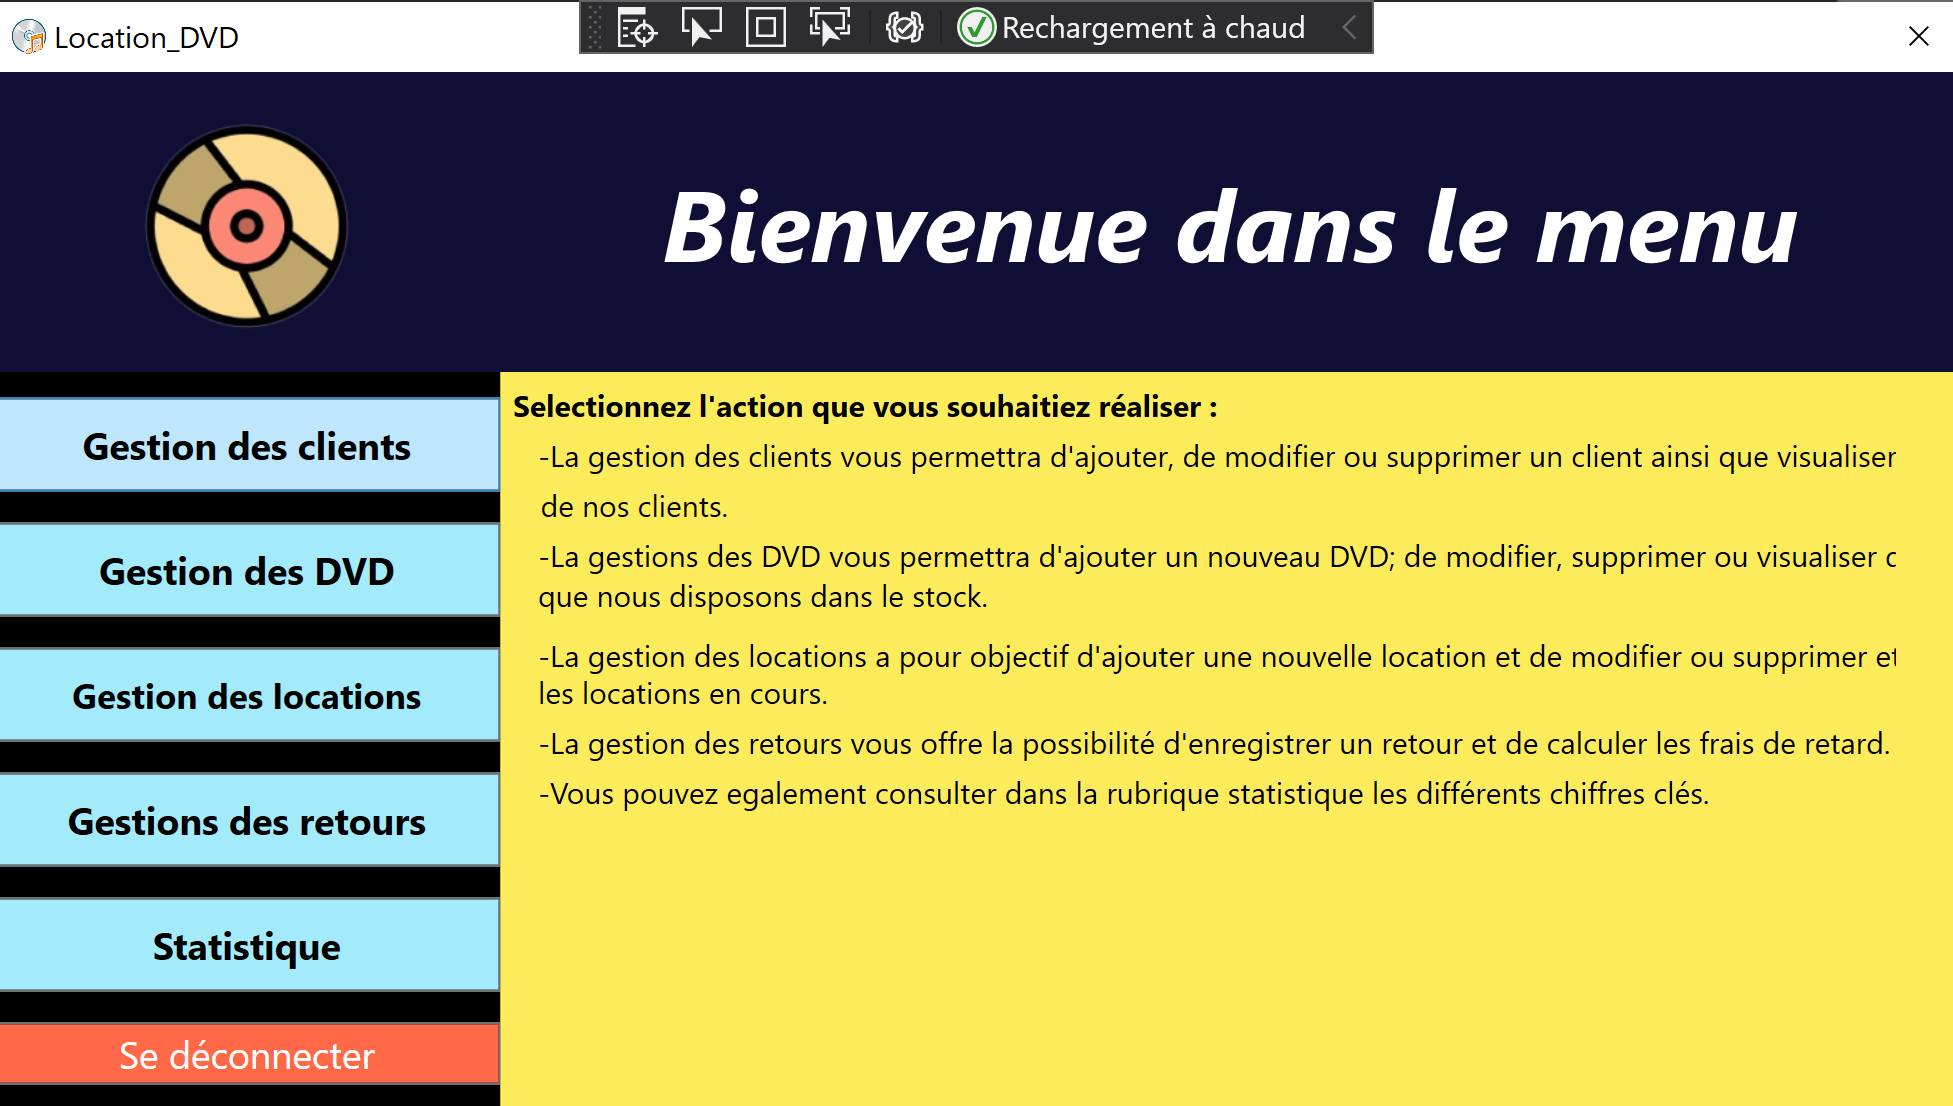 Location_DVD
Rechargement à chaud
Bienvenue dans le menu
Gestion des clients
Gestion des DVD
Gestion des locations
Gestions des retours
Statistique
Se déconnecter
Selectionnez l'action que vous souhaitiez réaliser :
-La gestion des clients vous permettra d'ajouter, de modifier ou supprimer un client ainsi que visualiser
de nos clients.
-La gestions des DVD vous permettra d'ajouter un nouveau DVD; de modifier, supprimer ou visualiser
que nous disposons dans le stock.
-La gestion des locations a pour objectif d'ajouter une nouvelle location et de modifier ou supprimer et
les locations en cours.
-La gestion des retours vous offre la possibilité d'enregistrer un retour et de calculer les frais de retard.
-Vous pouvez egalement consulter dans la rubrique statistique les différents chiffres clés.